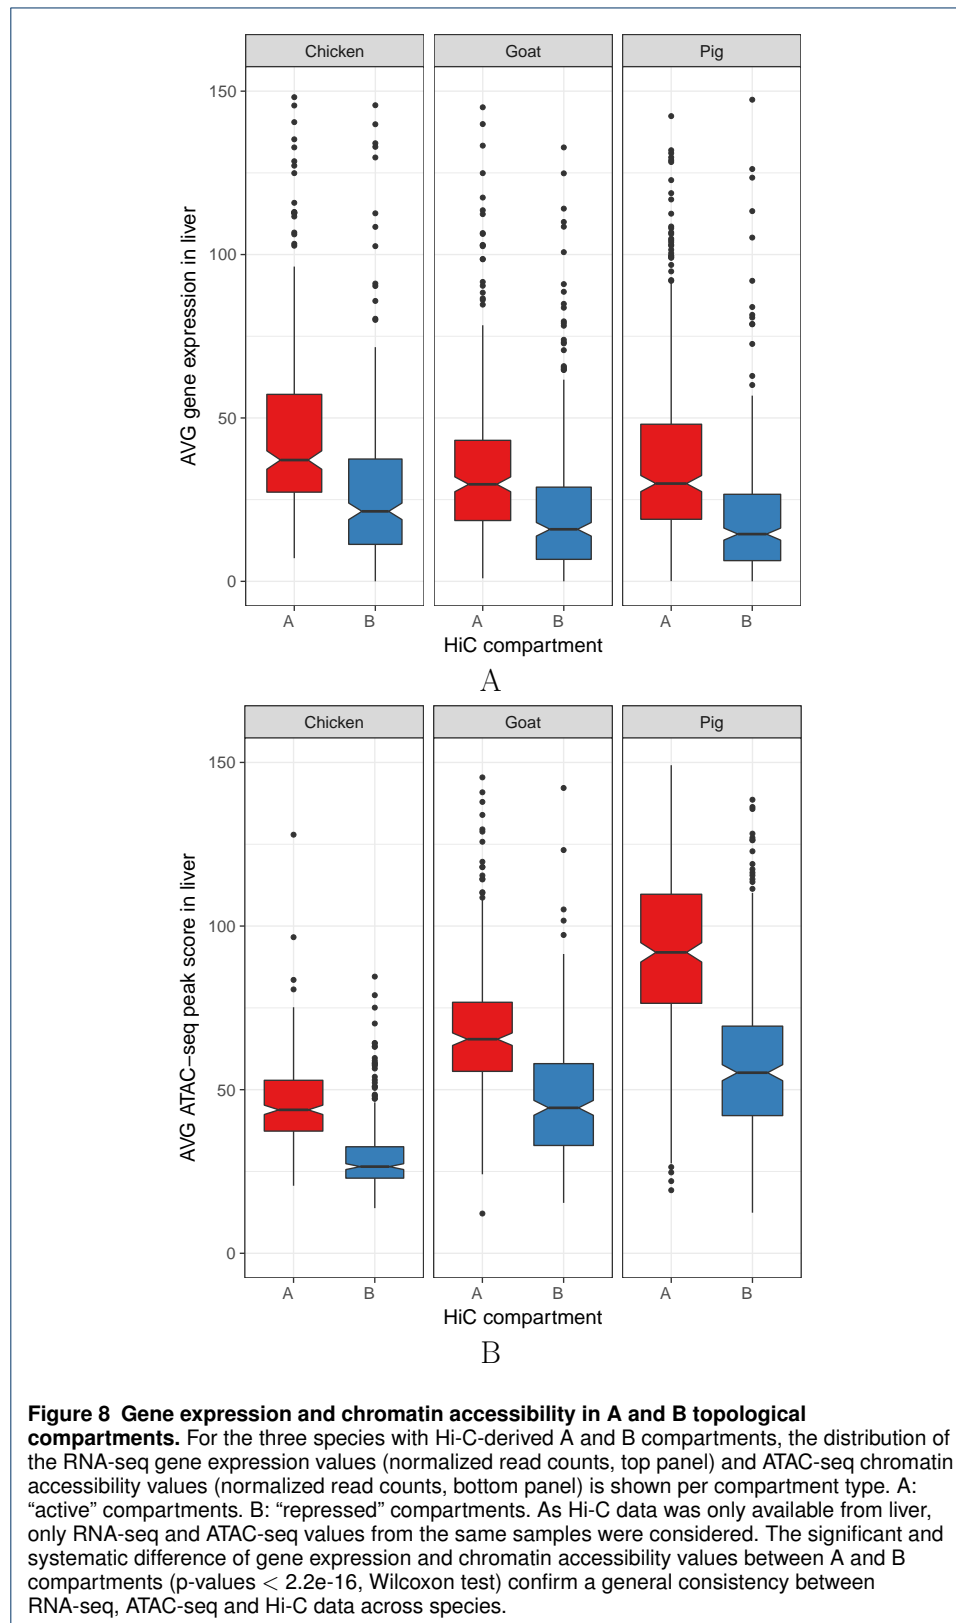 Chicken Goat Pig
150
100
50
0
AVG gene expression in liver
A B A B A B
HiC compartment
A
Chicken Goat Pig
150
100
50
0
AVG ATAC−seq peak score in liver
A B A B A B
HiC compartment
B
Figure 8 Gene expression and chromatin accessibility in A and B topological
compartments. For the three species with Hi-C-derived A and B compartments, the distribution of
the RNA-seq gene expression values (normalized read counts, top panel) and ATAC-seq chromatin
accessibility values (normalized read counts, bottom panel) is shown per compartment type. A:
“active” compartments. B: “repressed” compartments. As Hi-C data was only available from liver,
only RNA-seq and ATAC-seq values from the same samples were considered. The significant and
systematic difference of gene expression and chromatin accessibility values between A and B
compartments (p-values < 2.2e-16, Wilcoxon test) confirm a general consistency between
RNA-seq, ATAC-seq and Hi-C data across species.